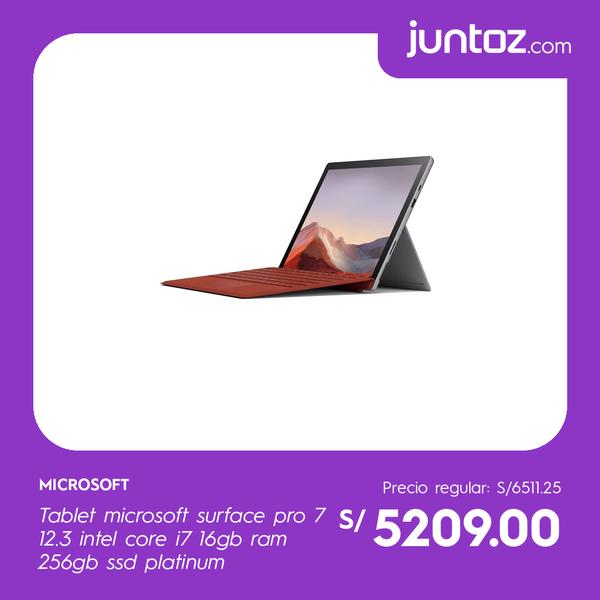 juntoz.com
MICROSOFT
Tablet microsoft surface pro 7
12.3 intel core i7 16gb ram
256gb ssd platinum
Precio regular: S/6511.25
S/ 5209.00